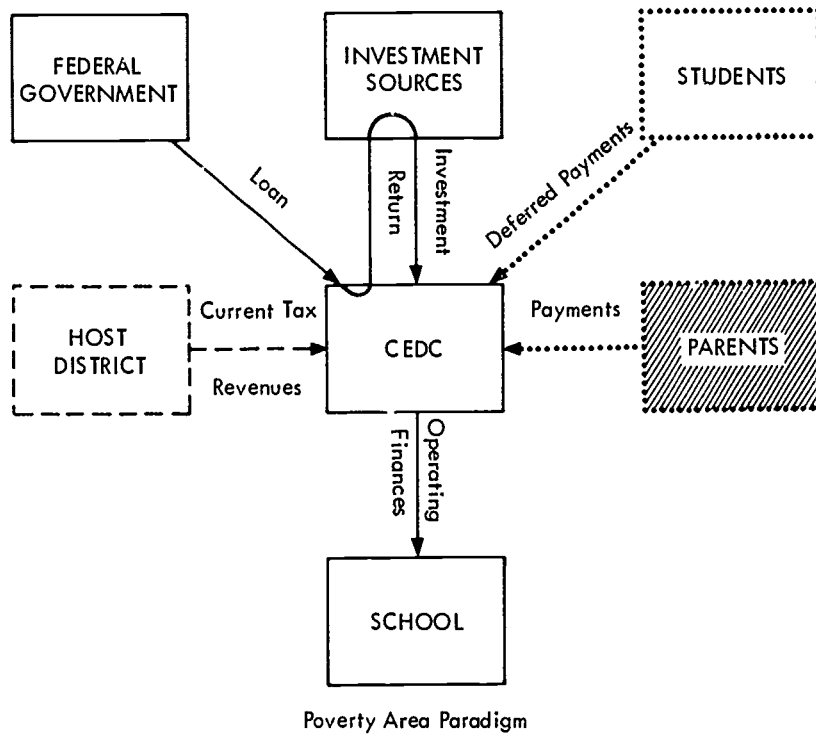 FEDERAL
GOVERNMENT
INVESTMENT
SOURCES
STUDENTS
Loan
Return
Investment
Deferred Payments
HOST
DISTRICT
Current Tax
Revenues
CEDC
Payments
PARENTS
Operating
Finances
SCHOOL
Poverty Area Paradigm